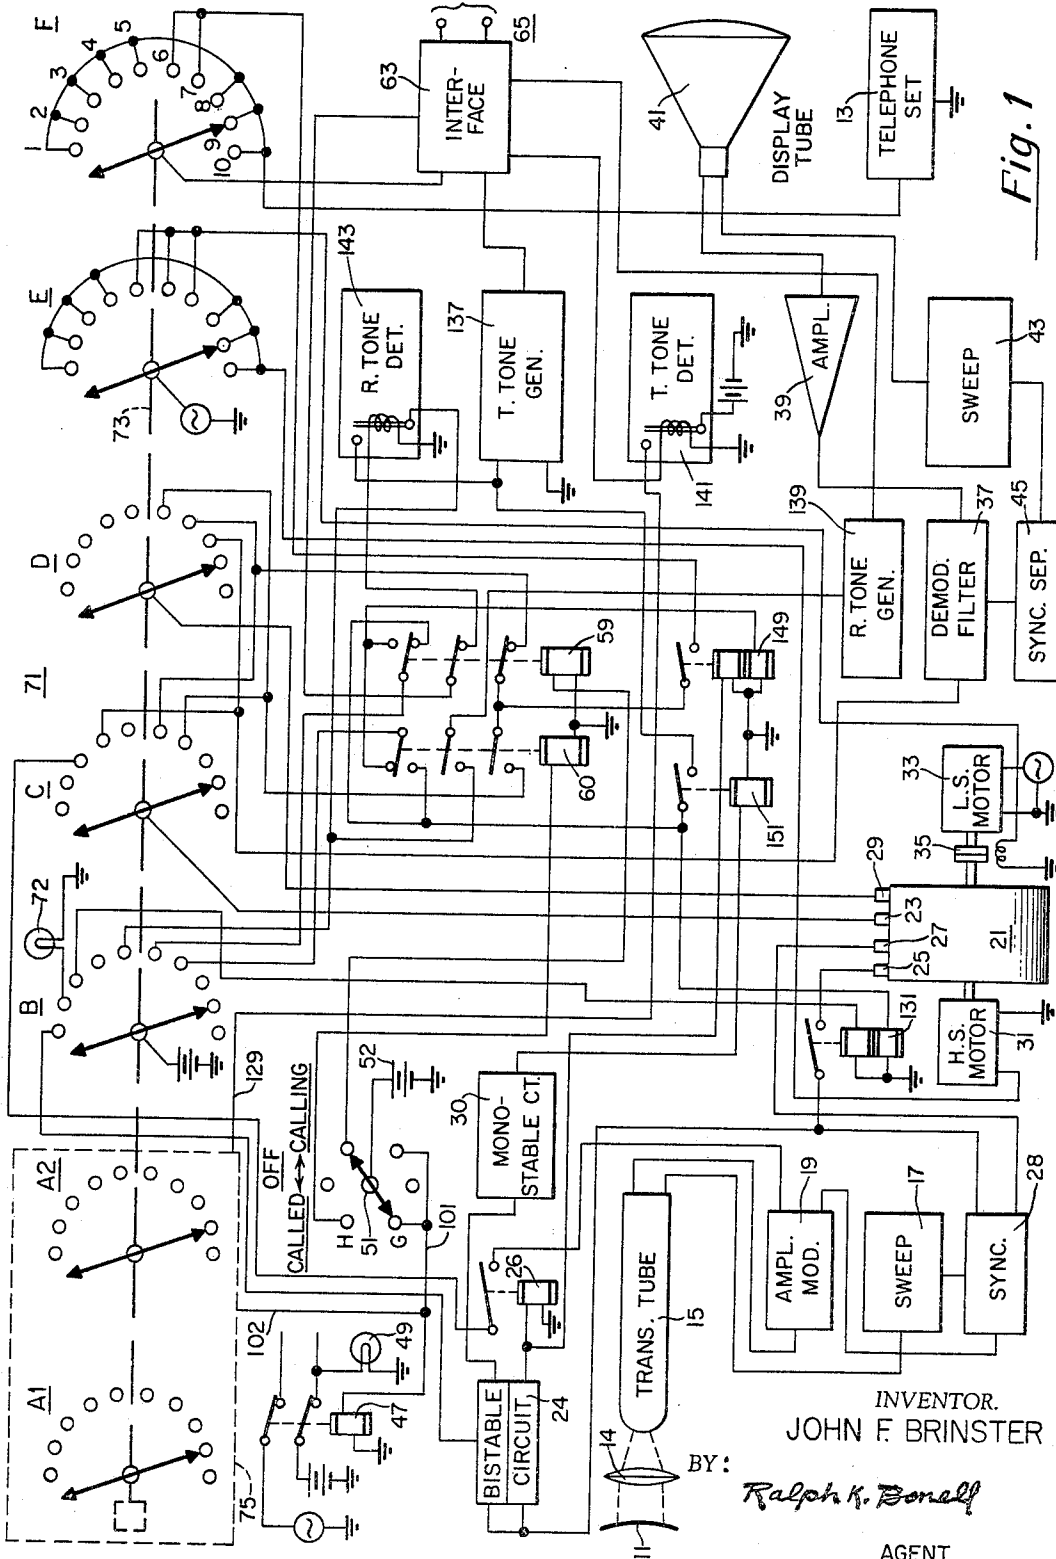 A1
A2
B
C
D
E
F
1
2
3
4
5
6
7
8
9
10
71
72
73
75
102
129
101
49
47
CALLED ↔ CALLING
OFF
H
G
51
52
63
INTER-
FACE
65
143
R. TONE
DET.
137
T. TONE
GEN.
T. TONE
DET.
141
41
DISPLAY
TUBE
13
TELEPHONE
SET
39
AMPL.
43
SWEEP
139
R. TONE
GEN.
37
DEMOD.
FILTER
45
SYNC. SEP.
59
60
149
151
33
L.S.
MOTOR
35
29
23
27
25
21
131
H.S.
MOTOR
31
30
MONO-
STABLE CT.
26
BISTABLE
CIRCUIT
24
TRANS. TUBE
15
14
11
19
AMPL.
MOD.
17
SWEEP
28
SYNC.
Fig. 1
INVENTOR.
JOHN F. BRINSTER
BY:
Ralph K. Bonell
AGENT